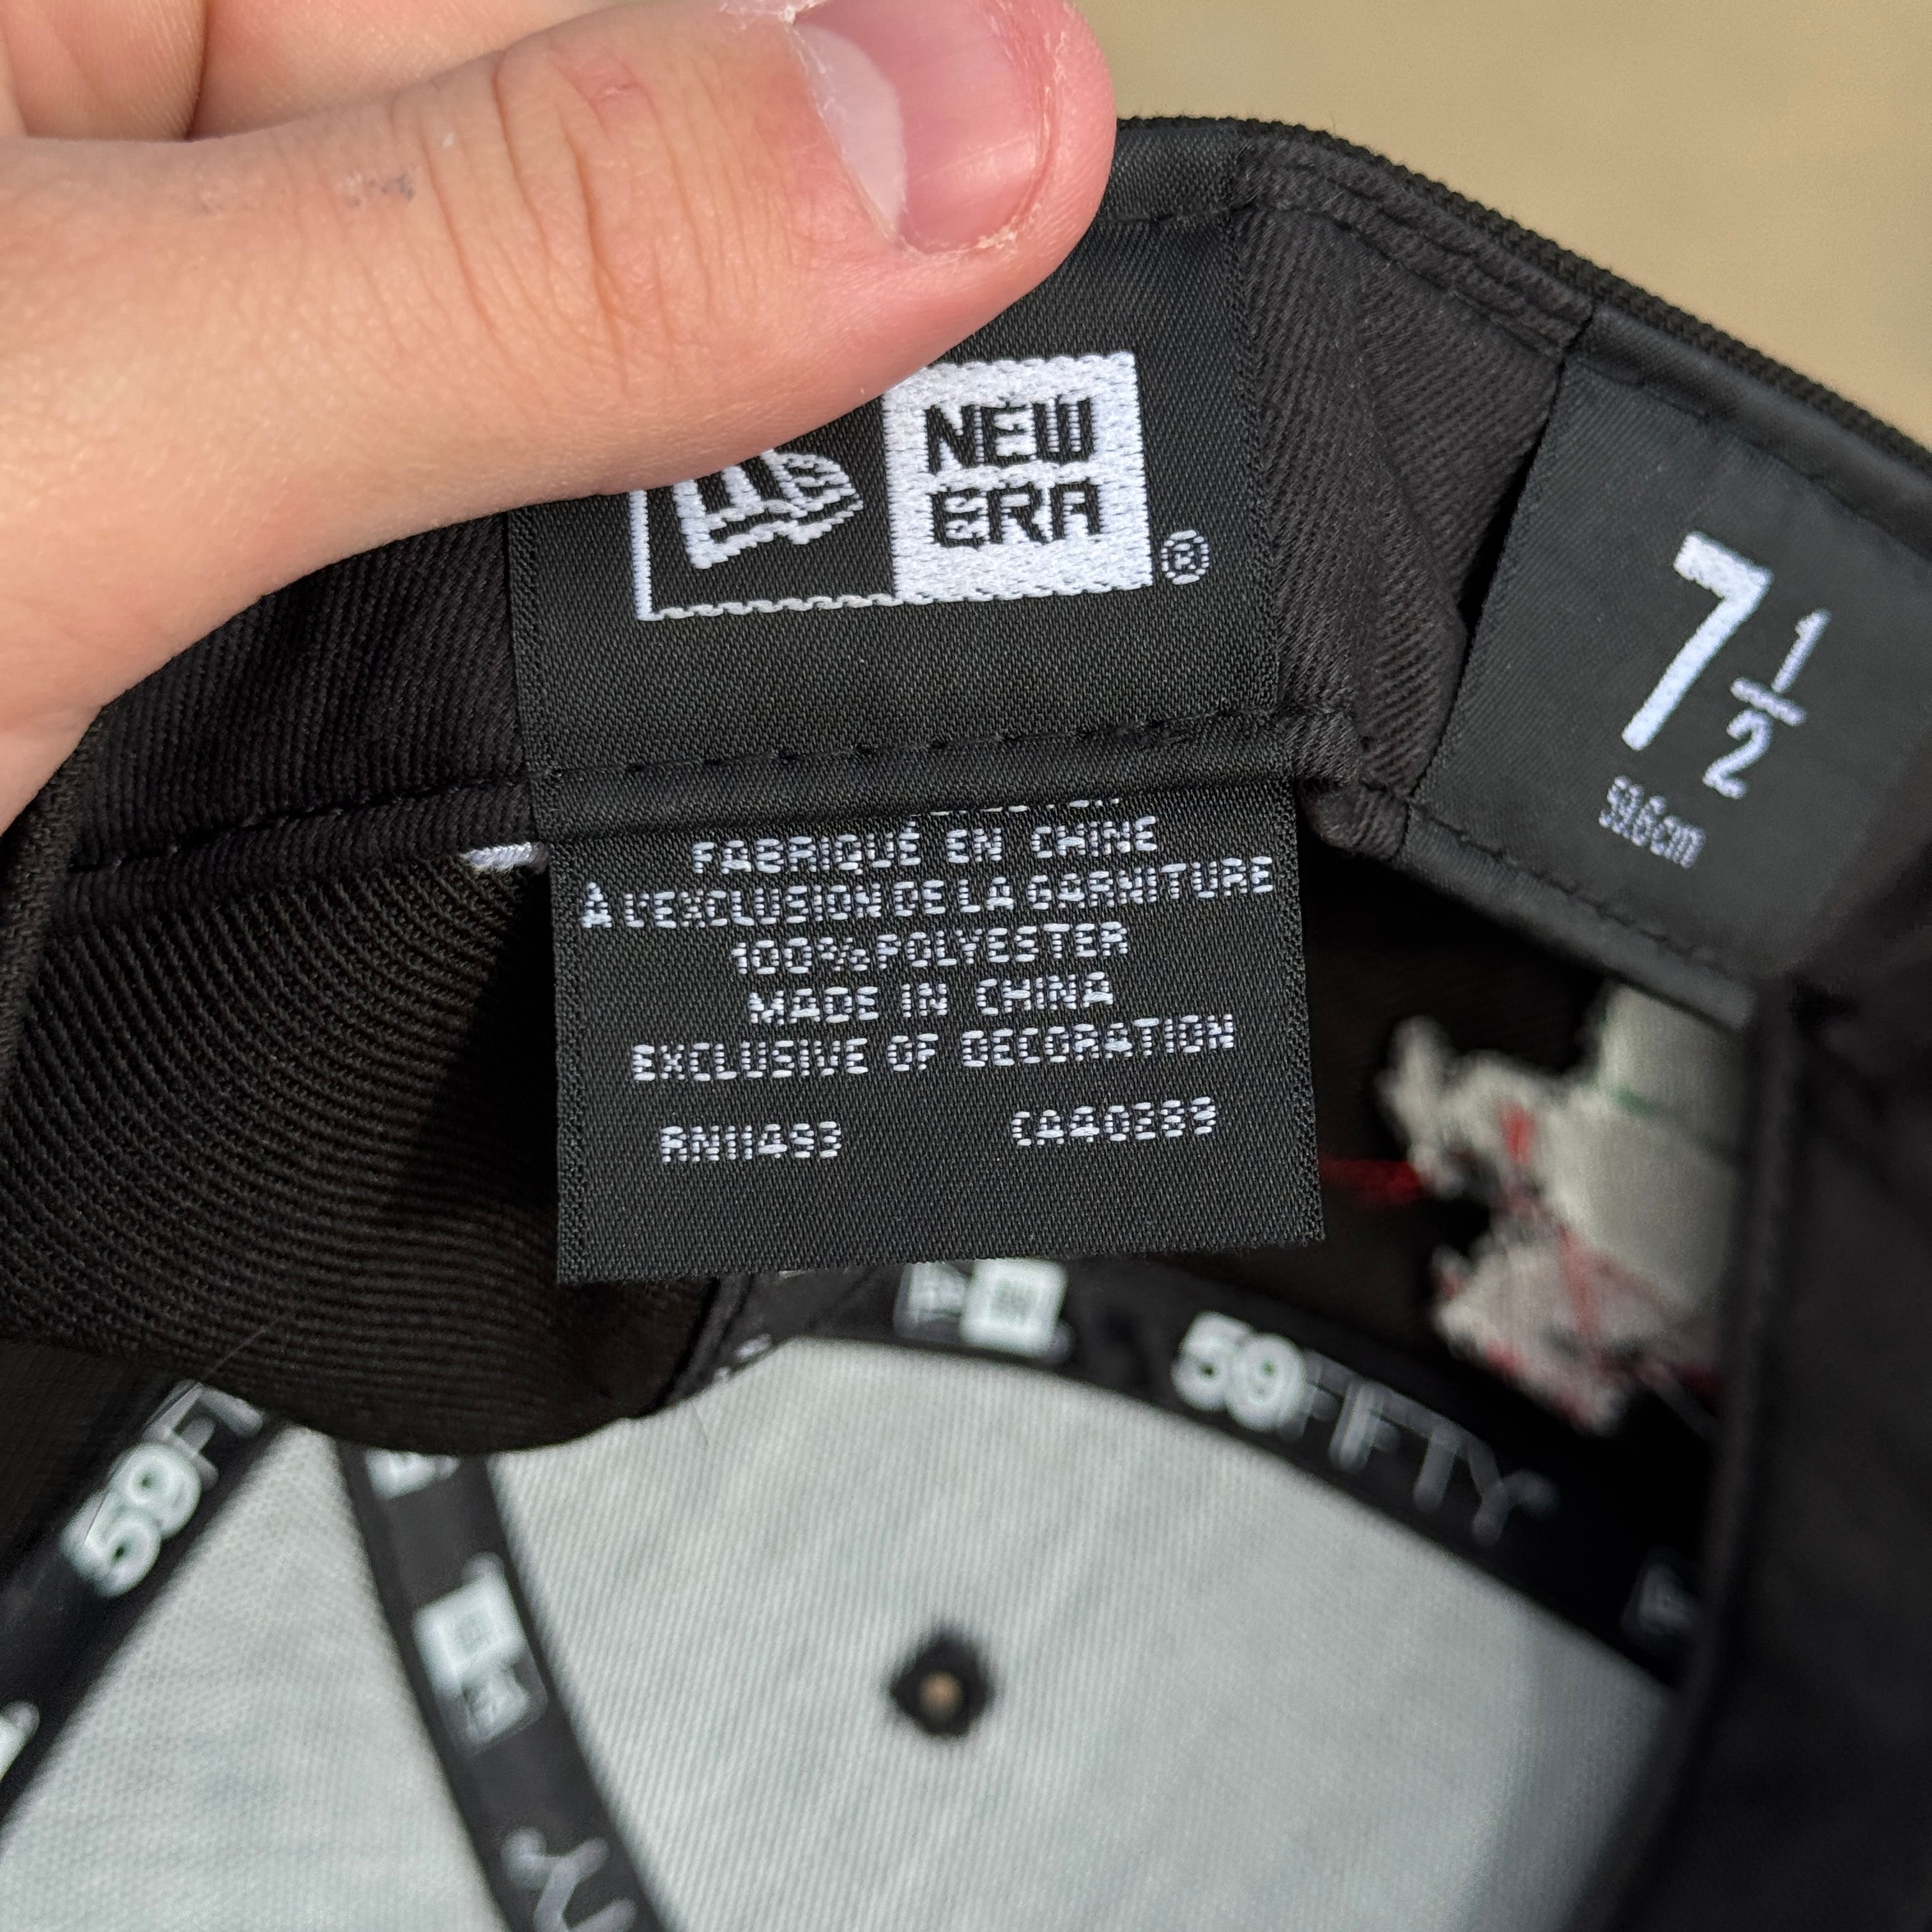 NEW
ERA
®
7 1/2
59.6cm
FABRIQUÉ EN CHINE
À L'EXCLUSION DE LA GARNITURE
100% POLYESTER
MADE IN CHINA
EXCLUSIVE OF DECORATION
RN11493 CA40289
59FIFTY
59FI